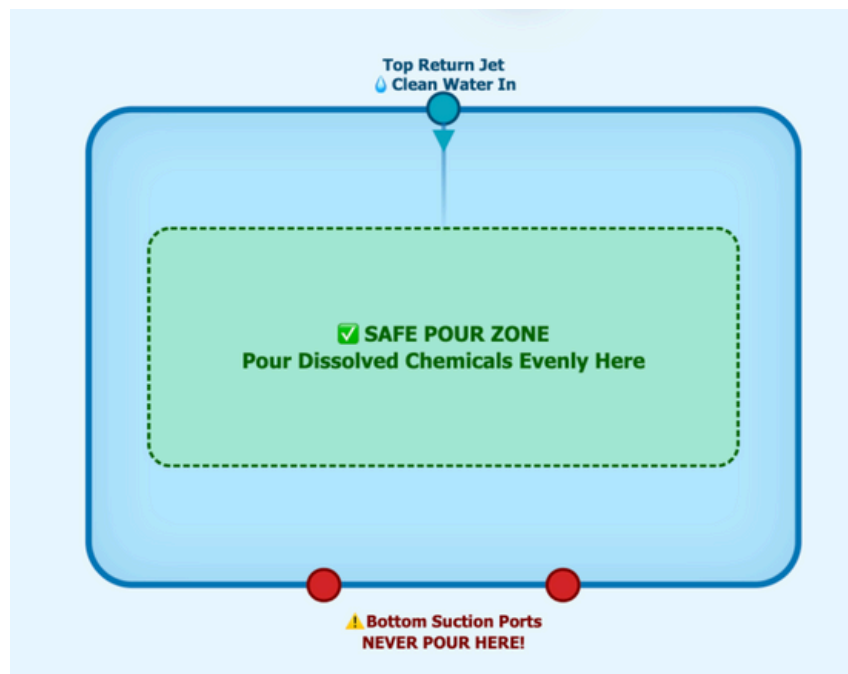 Top Return Jet
💧 Clean Water In
✅ SAFE POUR ZONE
Pour Dissolved Chemicals Evenly Here
⚠️Bottom Suction Ports
NEVER POUR HERE!